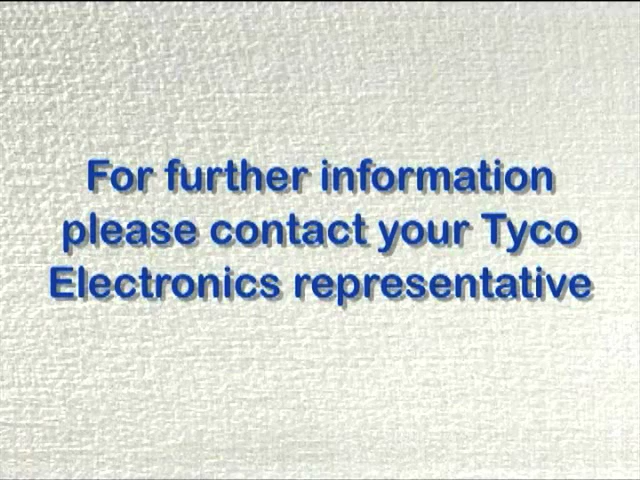 For further information
please contact your Tyco
Electronics representative